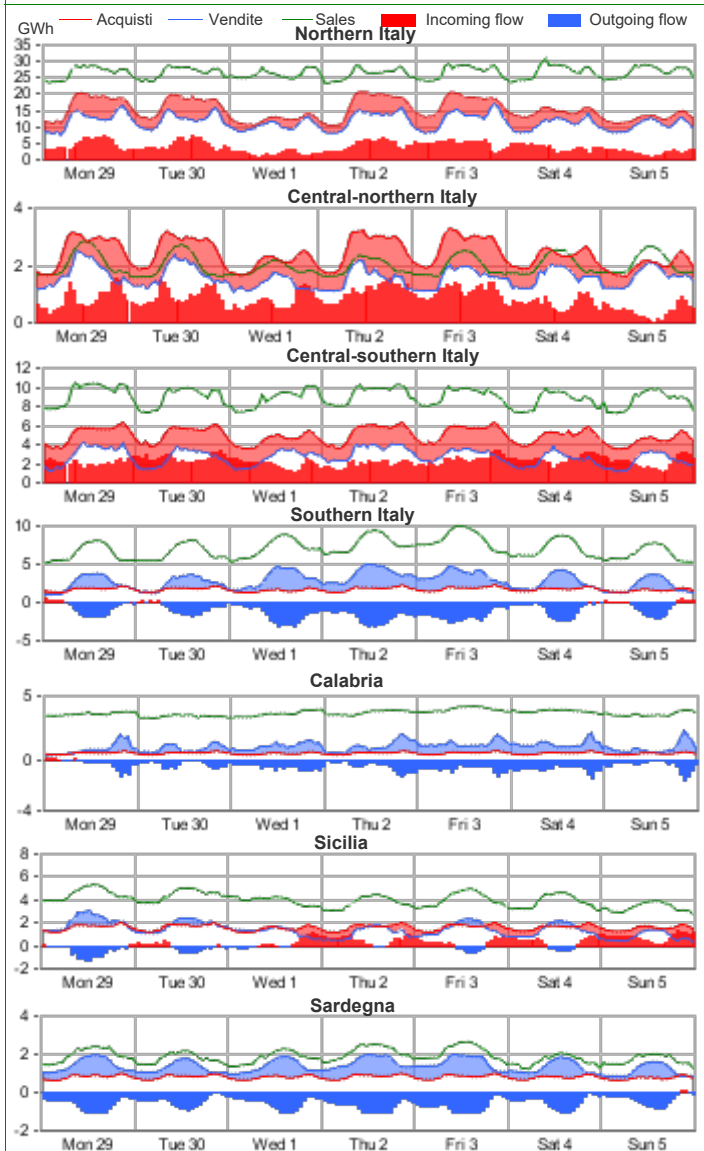 GWh Acquisti Vendite Sales Incoming flow Outgoing flow
Northern Italy
35
30
25
20
15
10
5
0
Mon 29 Tue 30 Wed 1 Thu 2 Fri 3 Sat 4 Sun 5
Central-northern Italy
4
2
0
Mon 29 Tue 30 Wed 1 Thu 2 Fri 3 Sat 4 Sun 5
Central-southern Italy
12
10
8
6
4
2
0
Mon 29 Tue 30 Wed 1 Thu 2 Fri 3 Sat 4 Sun 5
Southern Italy
10
5
0
-5
Mon 29 Tue 30 Wed 1 Thu 2 Fri 3 Sat 4 Sun 5
Calabria
5
0
-4
Mon 29 Tue 30 Wed 1 Thu 2 Fri 3 Sat 4 Sun 5
Sicilia
8
6
4
2
0
-2
Mon 29 Tue 30 Wed 1 Thu 2 Fri 3 Sat 4 Sun 5
Sardegna
4
2
0
-2
Mon 29 Tue 30 Wed 1 Thu 2 Fri 3 Sat 4 Sun 5